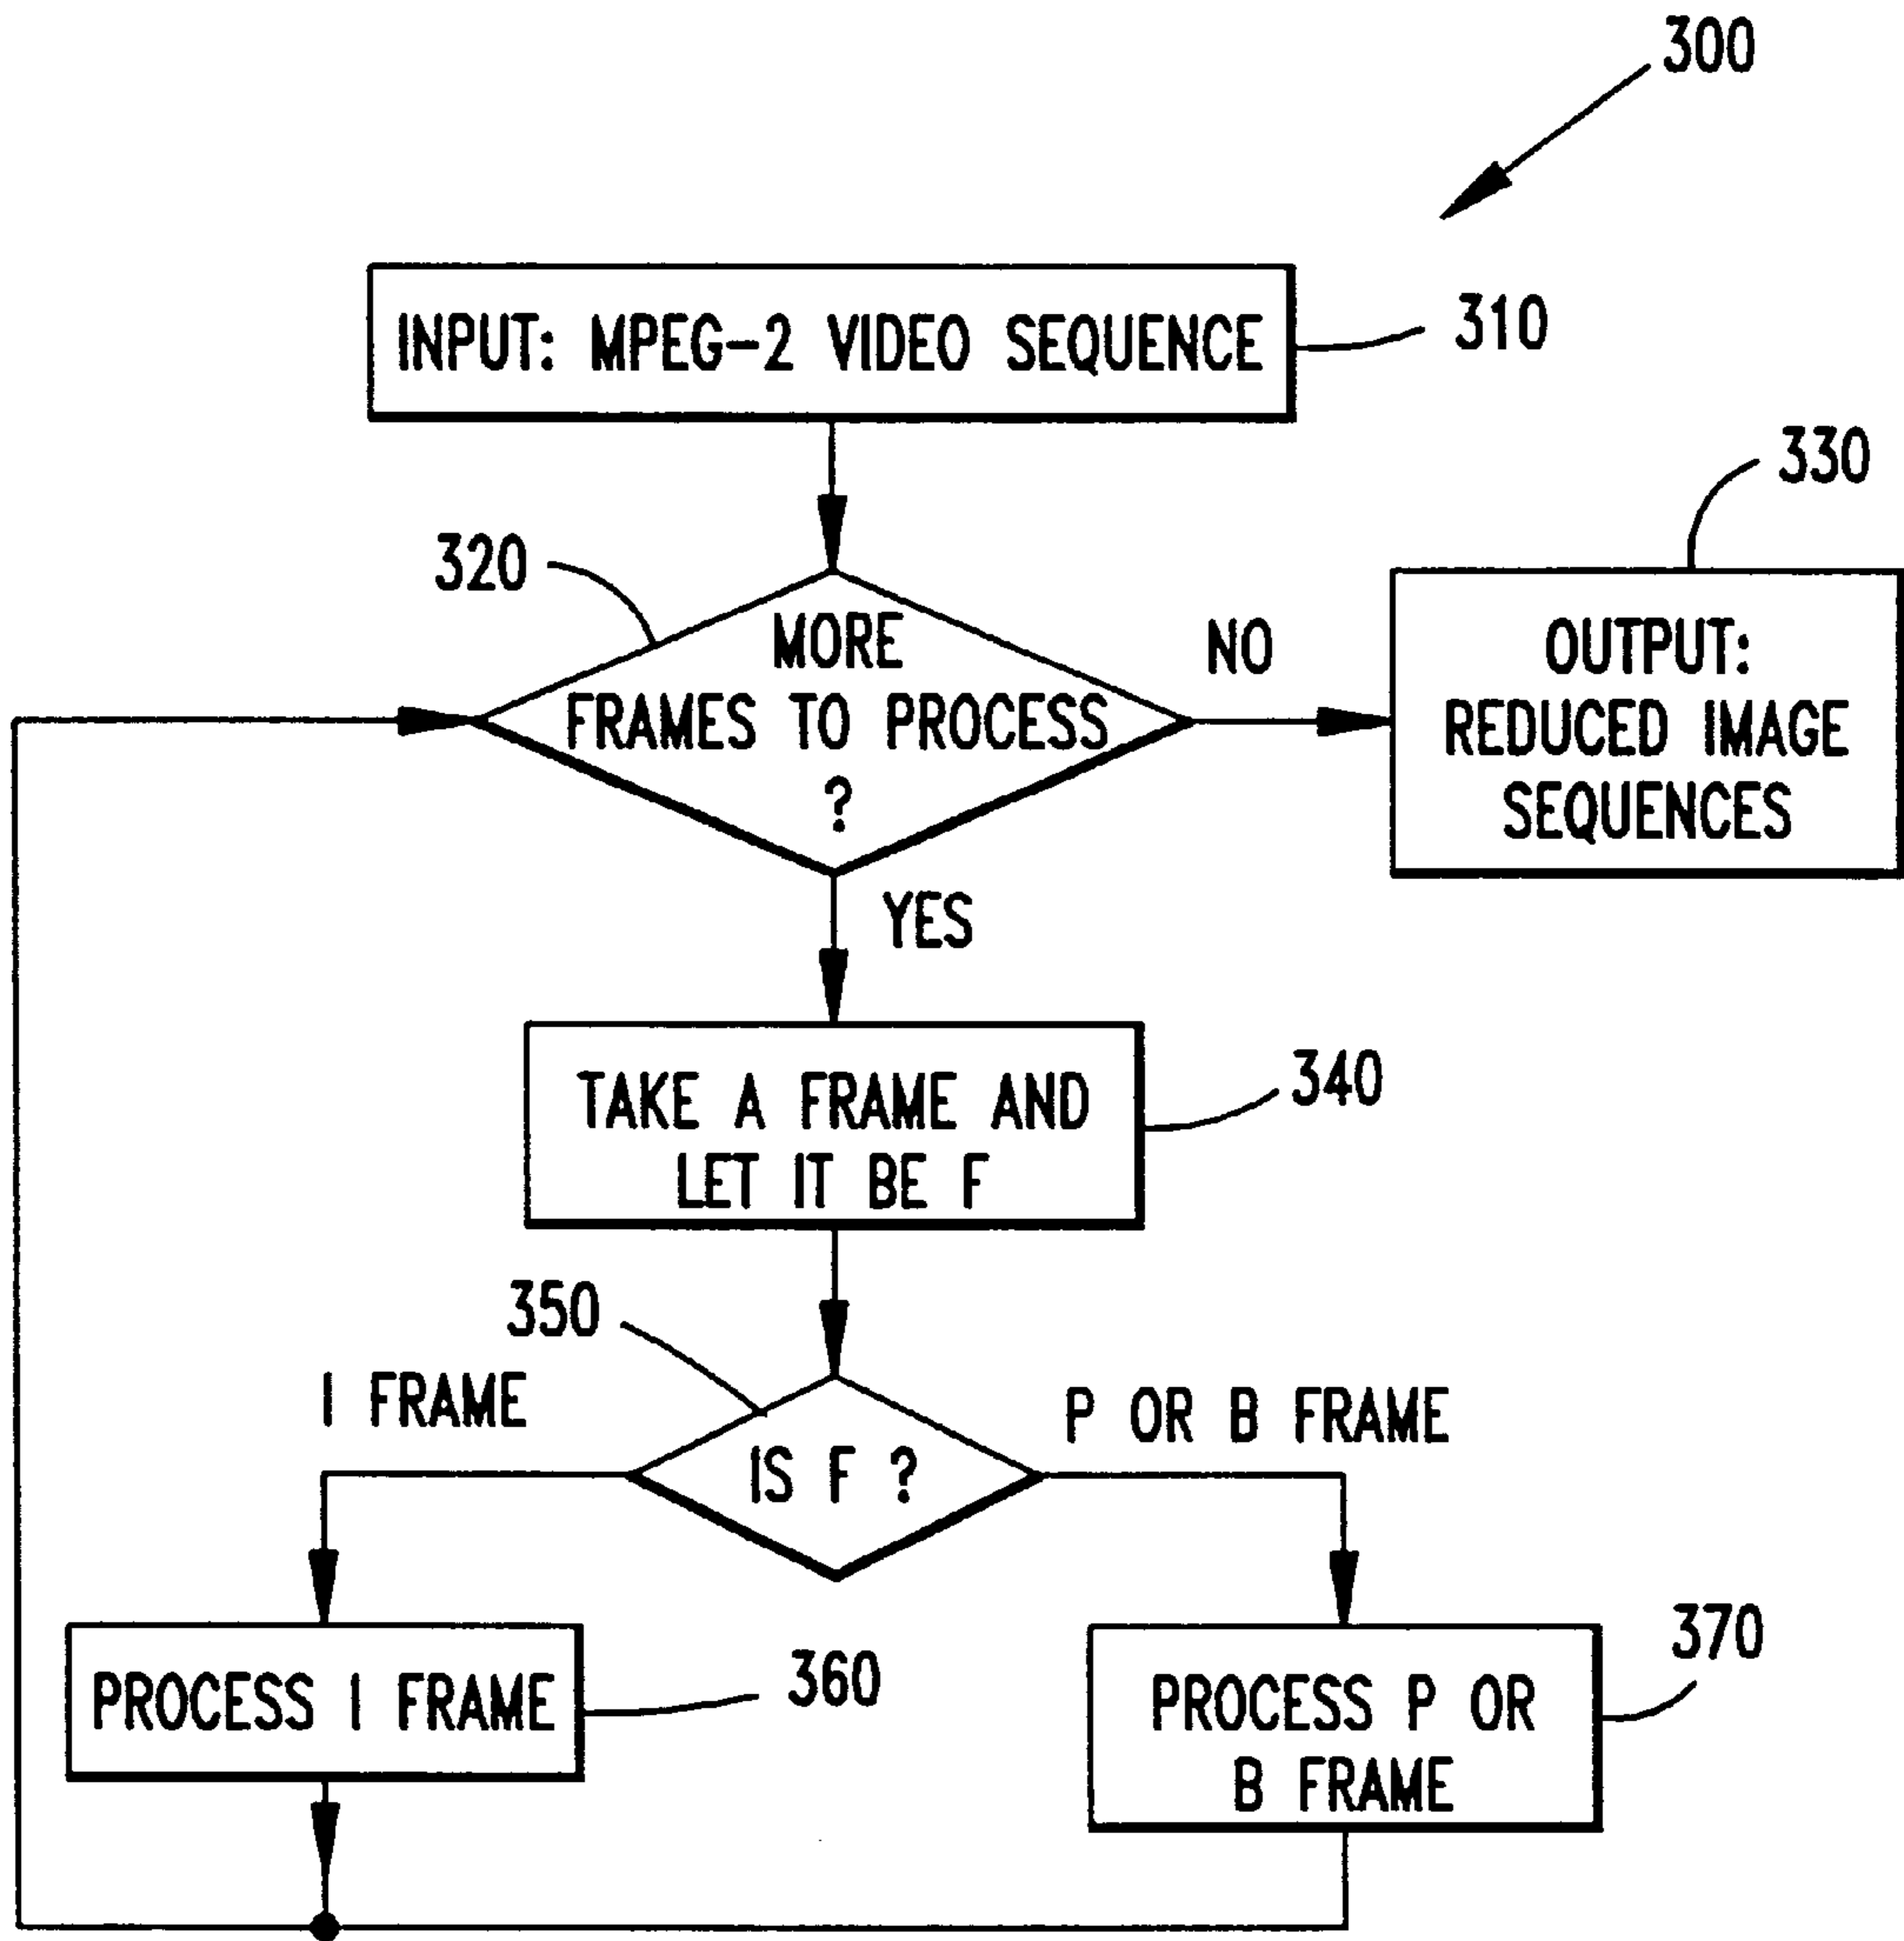 300
INPUT: MPEG-2 VIDEO SEQUENCE
310
330
320
MORE
FRAMES TO PROCESS
?
NO
OUTPUT:
REDUCED IMAGE
SEQUENCES
YES
TAKE A FRAME AND
LET IT BE F
340
350
I FRAME
P OR B FRAME
IS F ?
PROCESS I FRAME
360
PROCESS P OR
B FRAME
370